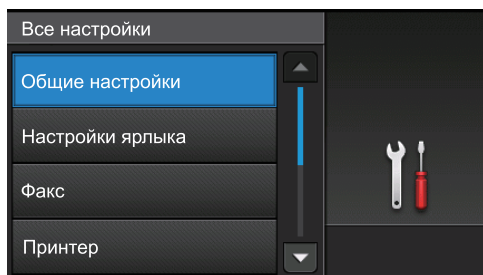 Все настройки
Общие настройки
Настройки ярлыка
Факс
Принтер